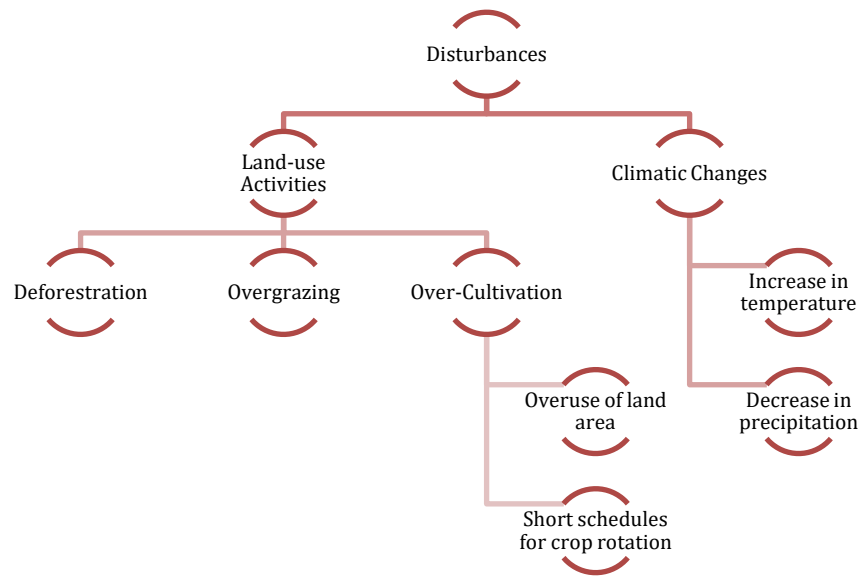 Disturbances
Land-use
Activities
Climatic Changes
Deforestration
Overgrazing
Over-Cultivation
Increase in
temperature
Overuse of land
area
Decrease in
precipitation
Short schedules
for crop rotation